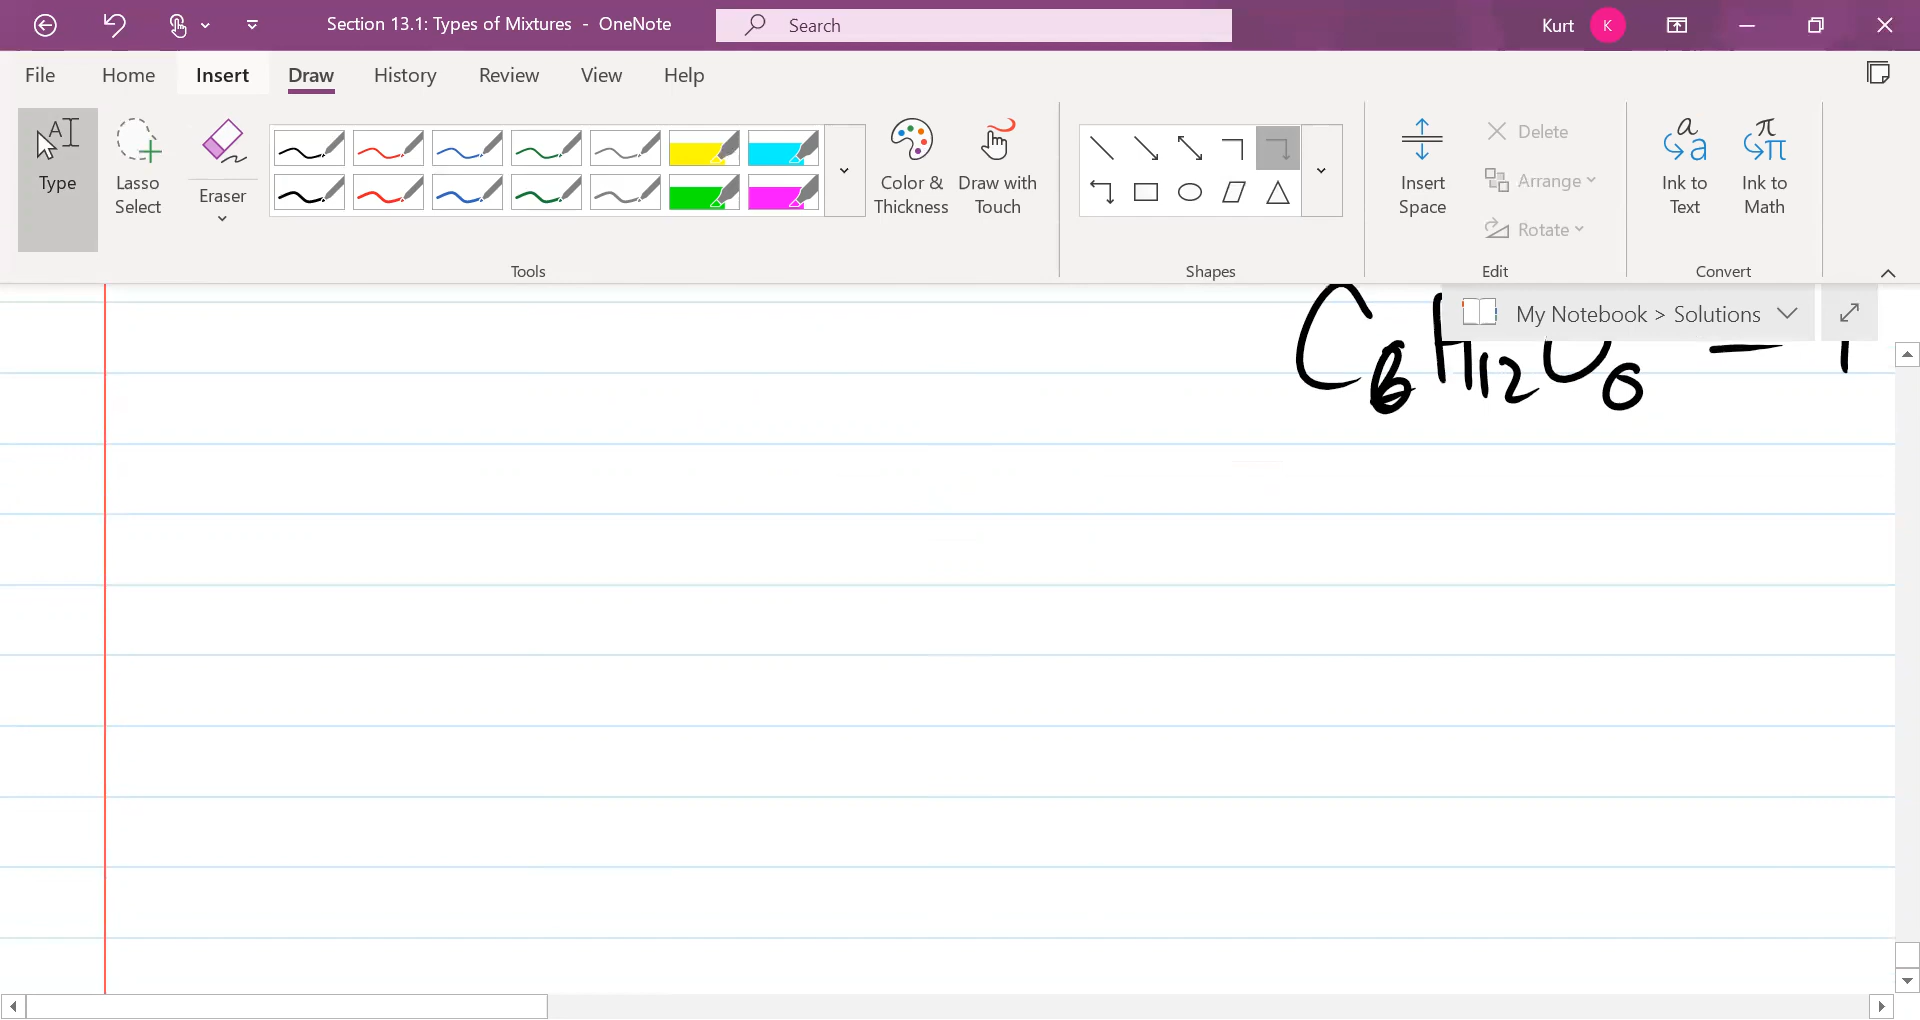 Section 13.1: Types of Mixtures - OneNote
Search
Kurt
K
File Home Insert Draw History Review View Help
Type
Lasso Select
Eraser
Color & Thickness
Draw with Touch
Insert Space
Delete
Arrange
Rotate
Ink to Text
Ink to Math
Tools
Shapes
Edit
Convert
My Notebook > Solutions
C6H12O6 =